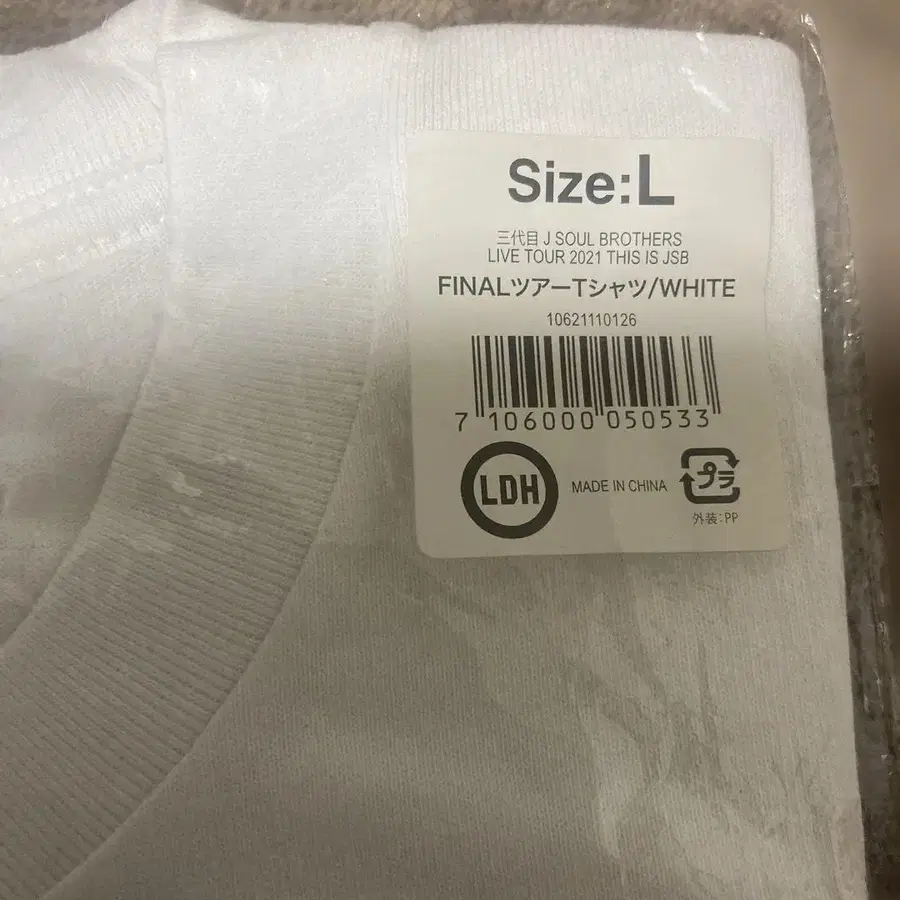 Size:L
三代目 J SOUL BROTHERS
LIVE TOUR 2021 THIS IS JSB
FINALツアーTシャツ/WHITE
10621110126
7 106000 050533
LDH
MADE IN CHINA
プラ
外装:PP